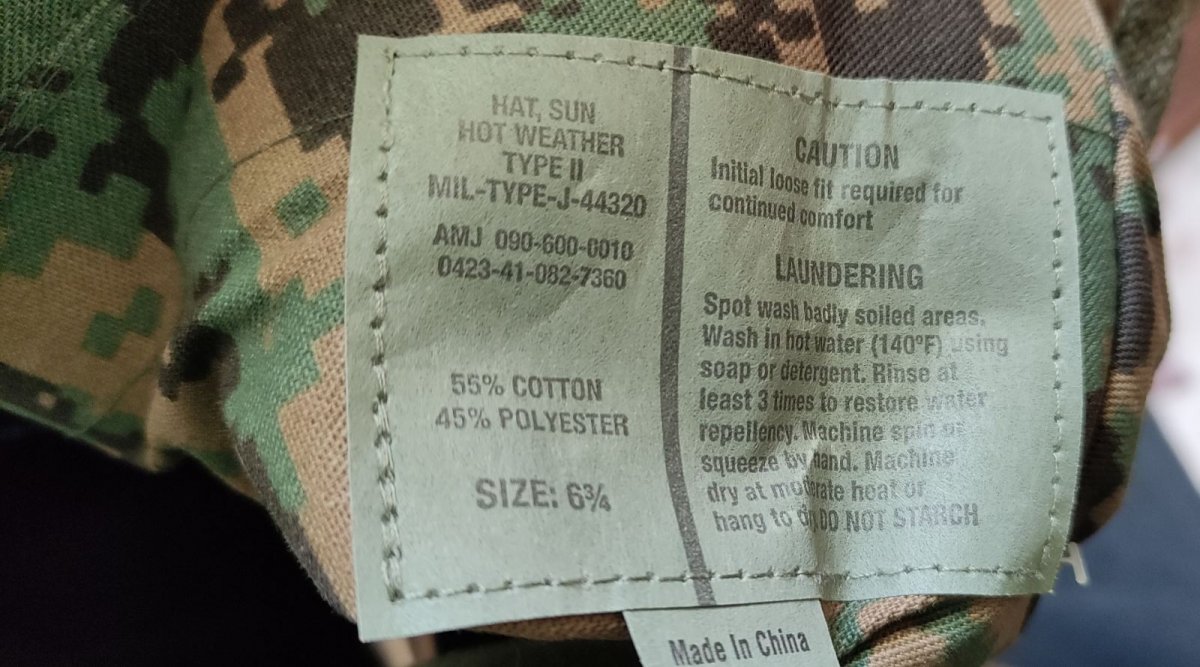 HAT, SUN
HOT WEATHER
TYPE II
MIL-TYPE-J-44320
AMJ 090-600-0010
0423-41-082-7360
55% COTTON
45% POLYESTER
SIZE: 6¾
CAUTION
Initial loose fit required for
continued comfort
LAUNDERING
Spot wash badly soiled areas.
Wash in hot water (140°F) using
soap or detergent. Rinse at
least 3 times to restore water
repellency. Machine spin or
squeeze by hand. Machine
dry at moderate heat or
hang to dry DO NOT STARCH
Made In China